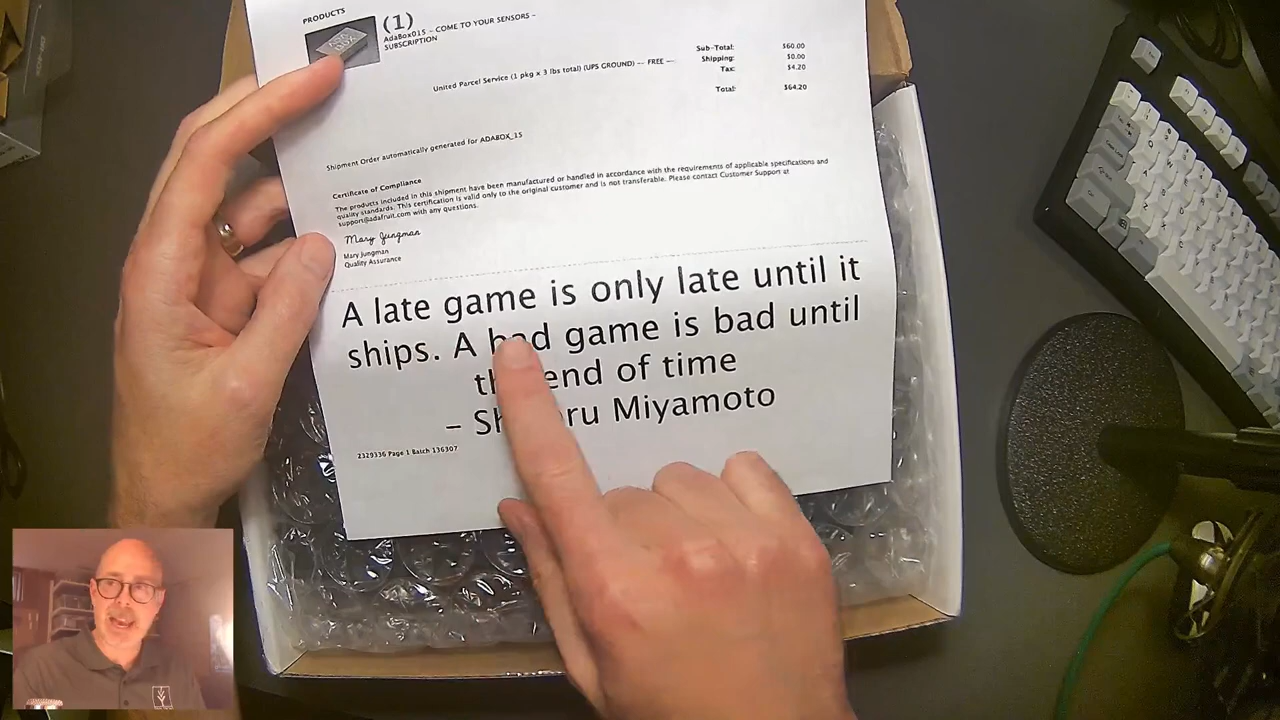 PRODUCTS
(1)
AdaBox015 – COME TO YOUR SENSORS –
SUBSCRIPTION
United Parcel Service (1 pkg x 3 lbs total) (UPS GROUND) -- FREE --
Sub-Total: $60.00
Shipping: $0.00
Tax: $4.20
Total: $64.20
Shipment Order automatically generated for ADABOX_15
Certificate of Compliance
The products included in this shipment have been manufactured or handled in accordance with the requirements of applicable specifications and
quality standards. This certification is valid only to the original customer and is not transferable. Please contact Customer Support at
support@adafruit.com with any questions.
Mary Jungman
Mary Jungman
Quality Assurance
A late game is only late until it
ships. A bad game is bad until
end of time
– Miyamoto
2329336 Page 1 Batch 136307